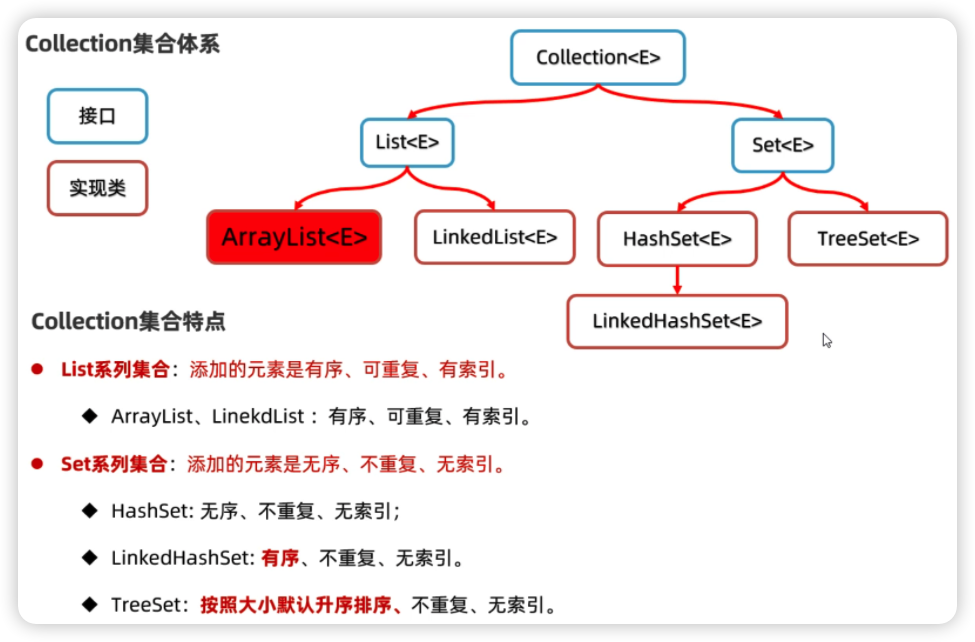 Collection集合体系
Collection<E>
接口
List<E>
Set<E>
实现类
ArrayList<E>
LinkedList<E>
HashSet<E>
TreeSet<E>
LinkedHashSet<E>
Collection集合特点
List系列集合：添加的元素是有序、可重复、有索引。
ArrayList、LinekdList ：有序、可重复、有索引。
Set系列集合：添加的元素是无序、不重复、无索引。
HashSet: 无序、不重复、无索引；
LinkedHashSet: 有序、不重复、无索引。
TreeSet：按照大小默认升序排序、不重复、无索引。